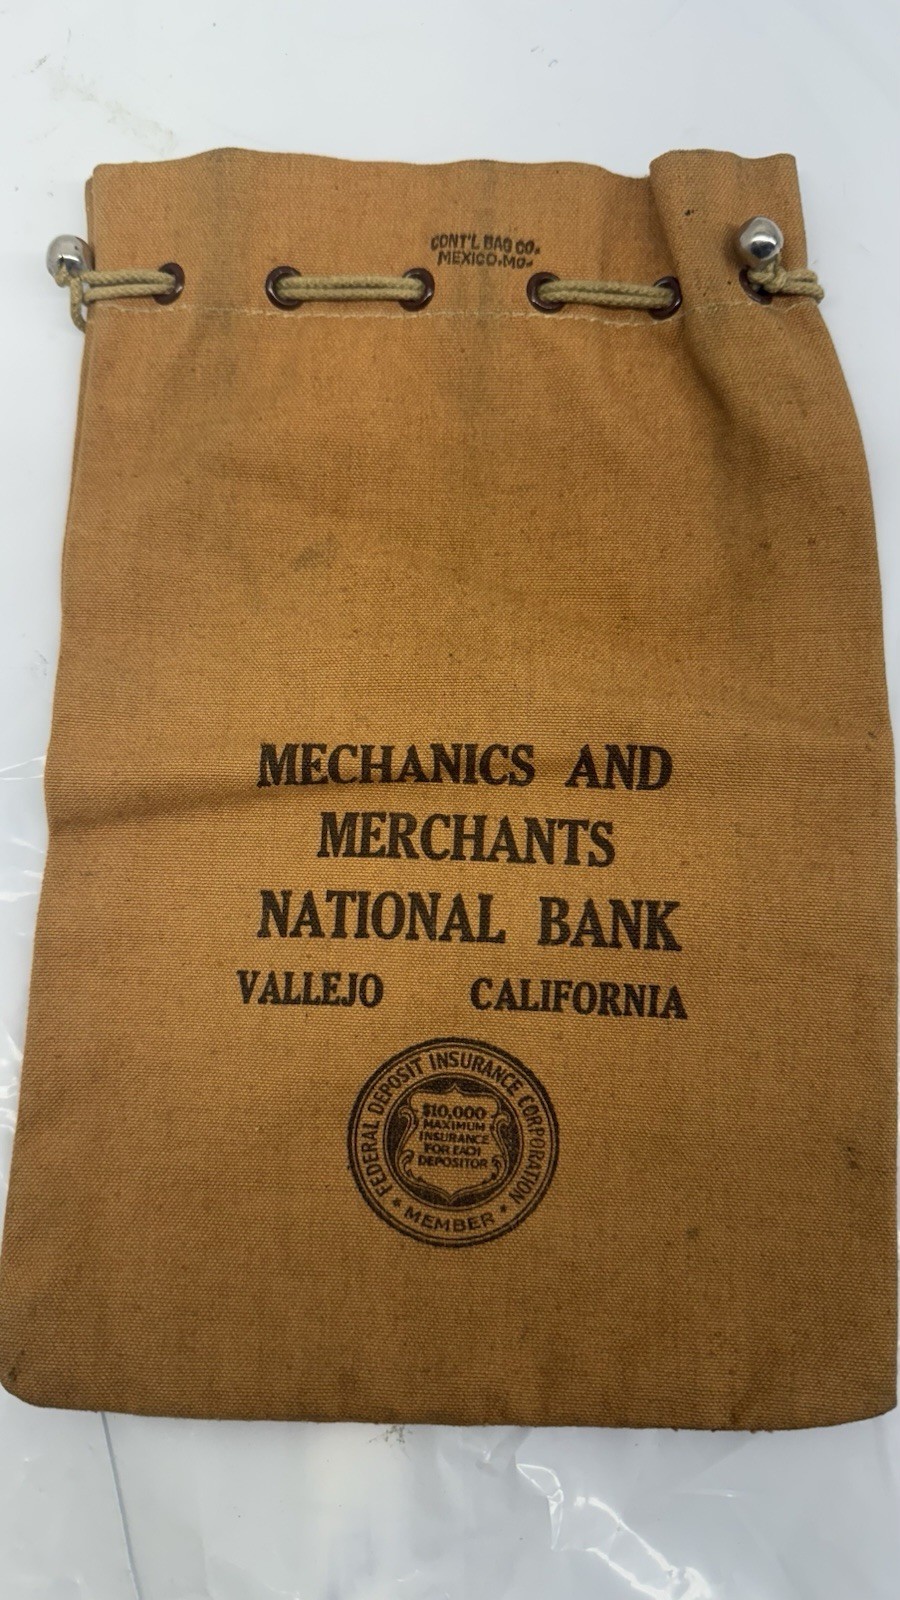 CONT'L BAG CO.
MEXICO, MO.
MECHANICS AND
MERCHANTS
NATIONAL BANK
VALLEJO CALIFORNIA
FEDERAL DEPOSIT INSURANCE CORPORATION
$10,000
MAXIMUM
INSURANCE
FOR EACH
DEPOSITOR
• MEMBER •